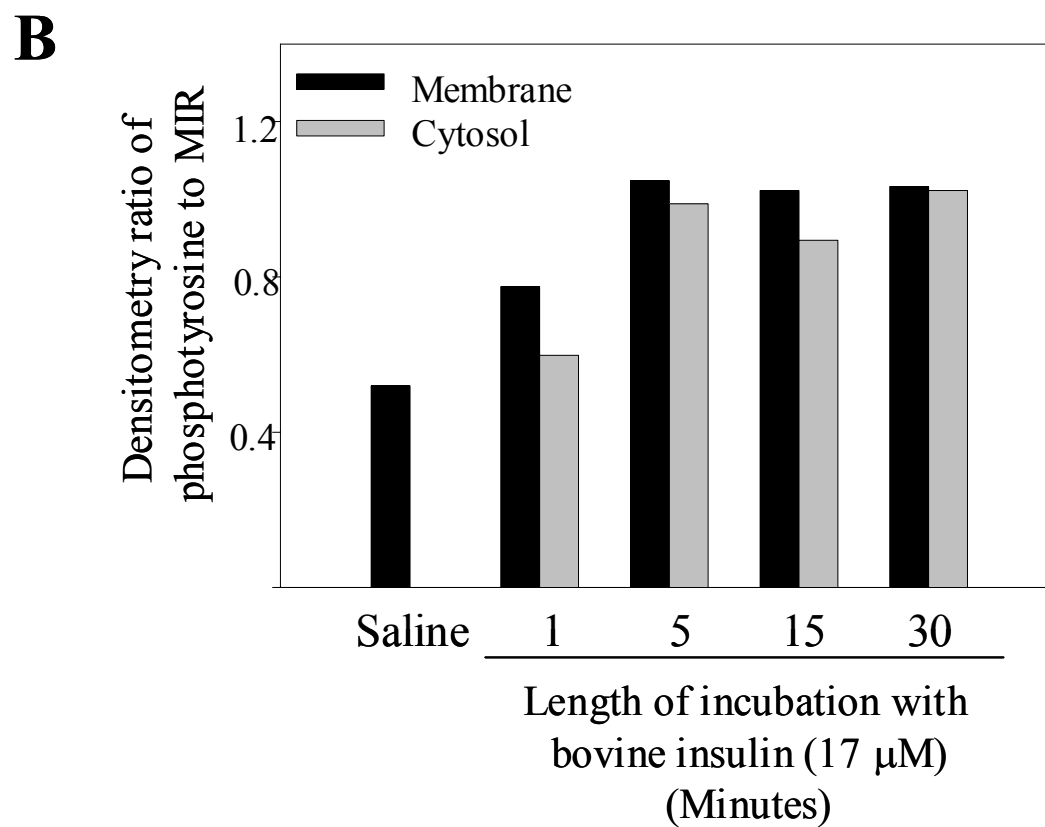 B
Densitometry ratio of
phosphotyrosine to MIR
Membrane
Cytosol
1.2
0.8
0.4
Saline 1 5 15 30
Length of incubation with
bovine insulin (17 μM)
(Minutes)